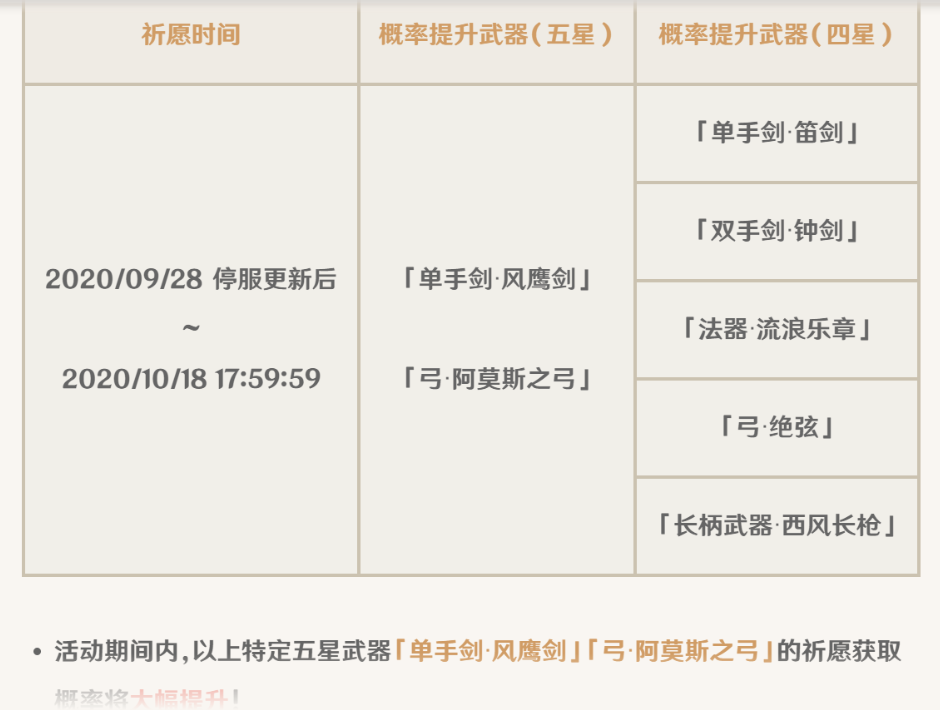 祈愿时间
概率提升武器(五星)
概率提升武器(四星)
2020/09/28 停服更新后
~
2020/10/18 17:59:59
「单手剑·风鹰剑」
「弓·阿莫斯之弓」
「单手剑·笛剑」
「双手剑·钟剑」
「法器·流浪乐章」
「弓·绝弦」
「长柄武器·西风长枪」
• 活动期间内,以上特定五星武器「单手剑·风鹰剑」「弓·阿莫斯之弓」的祈愿获取
概率将大幅提升!